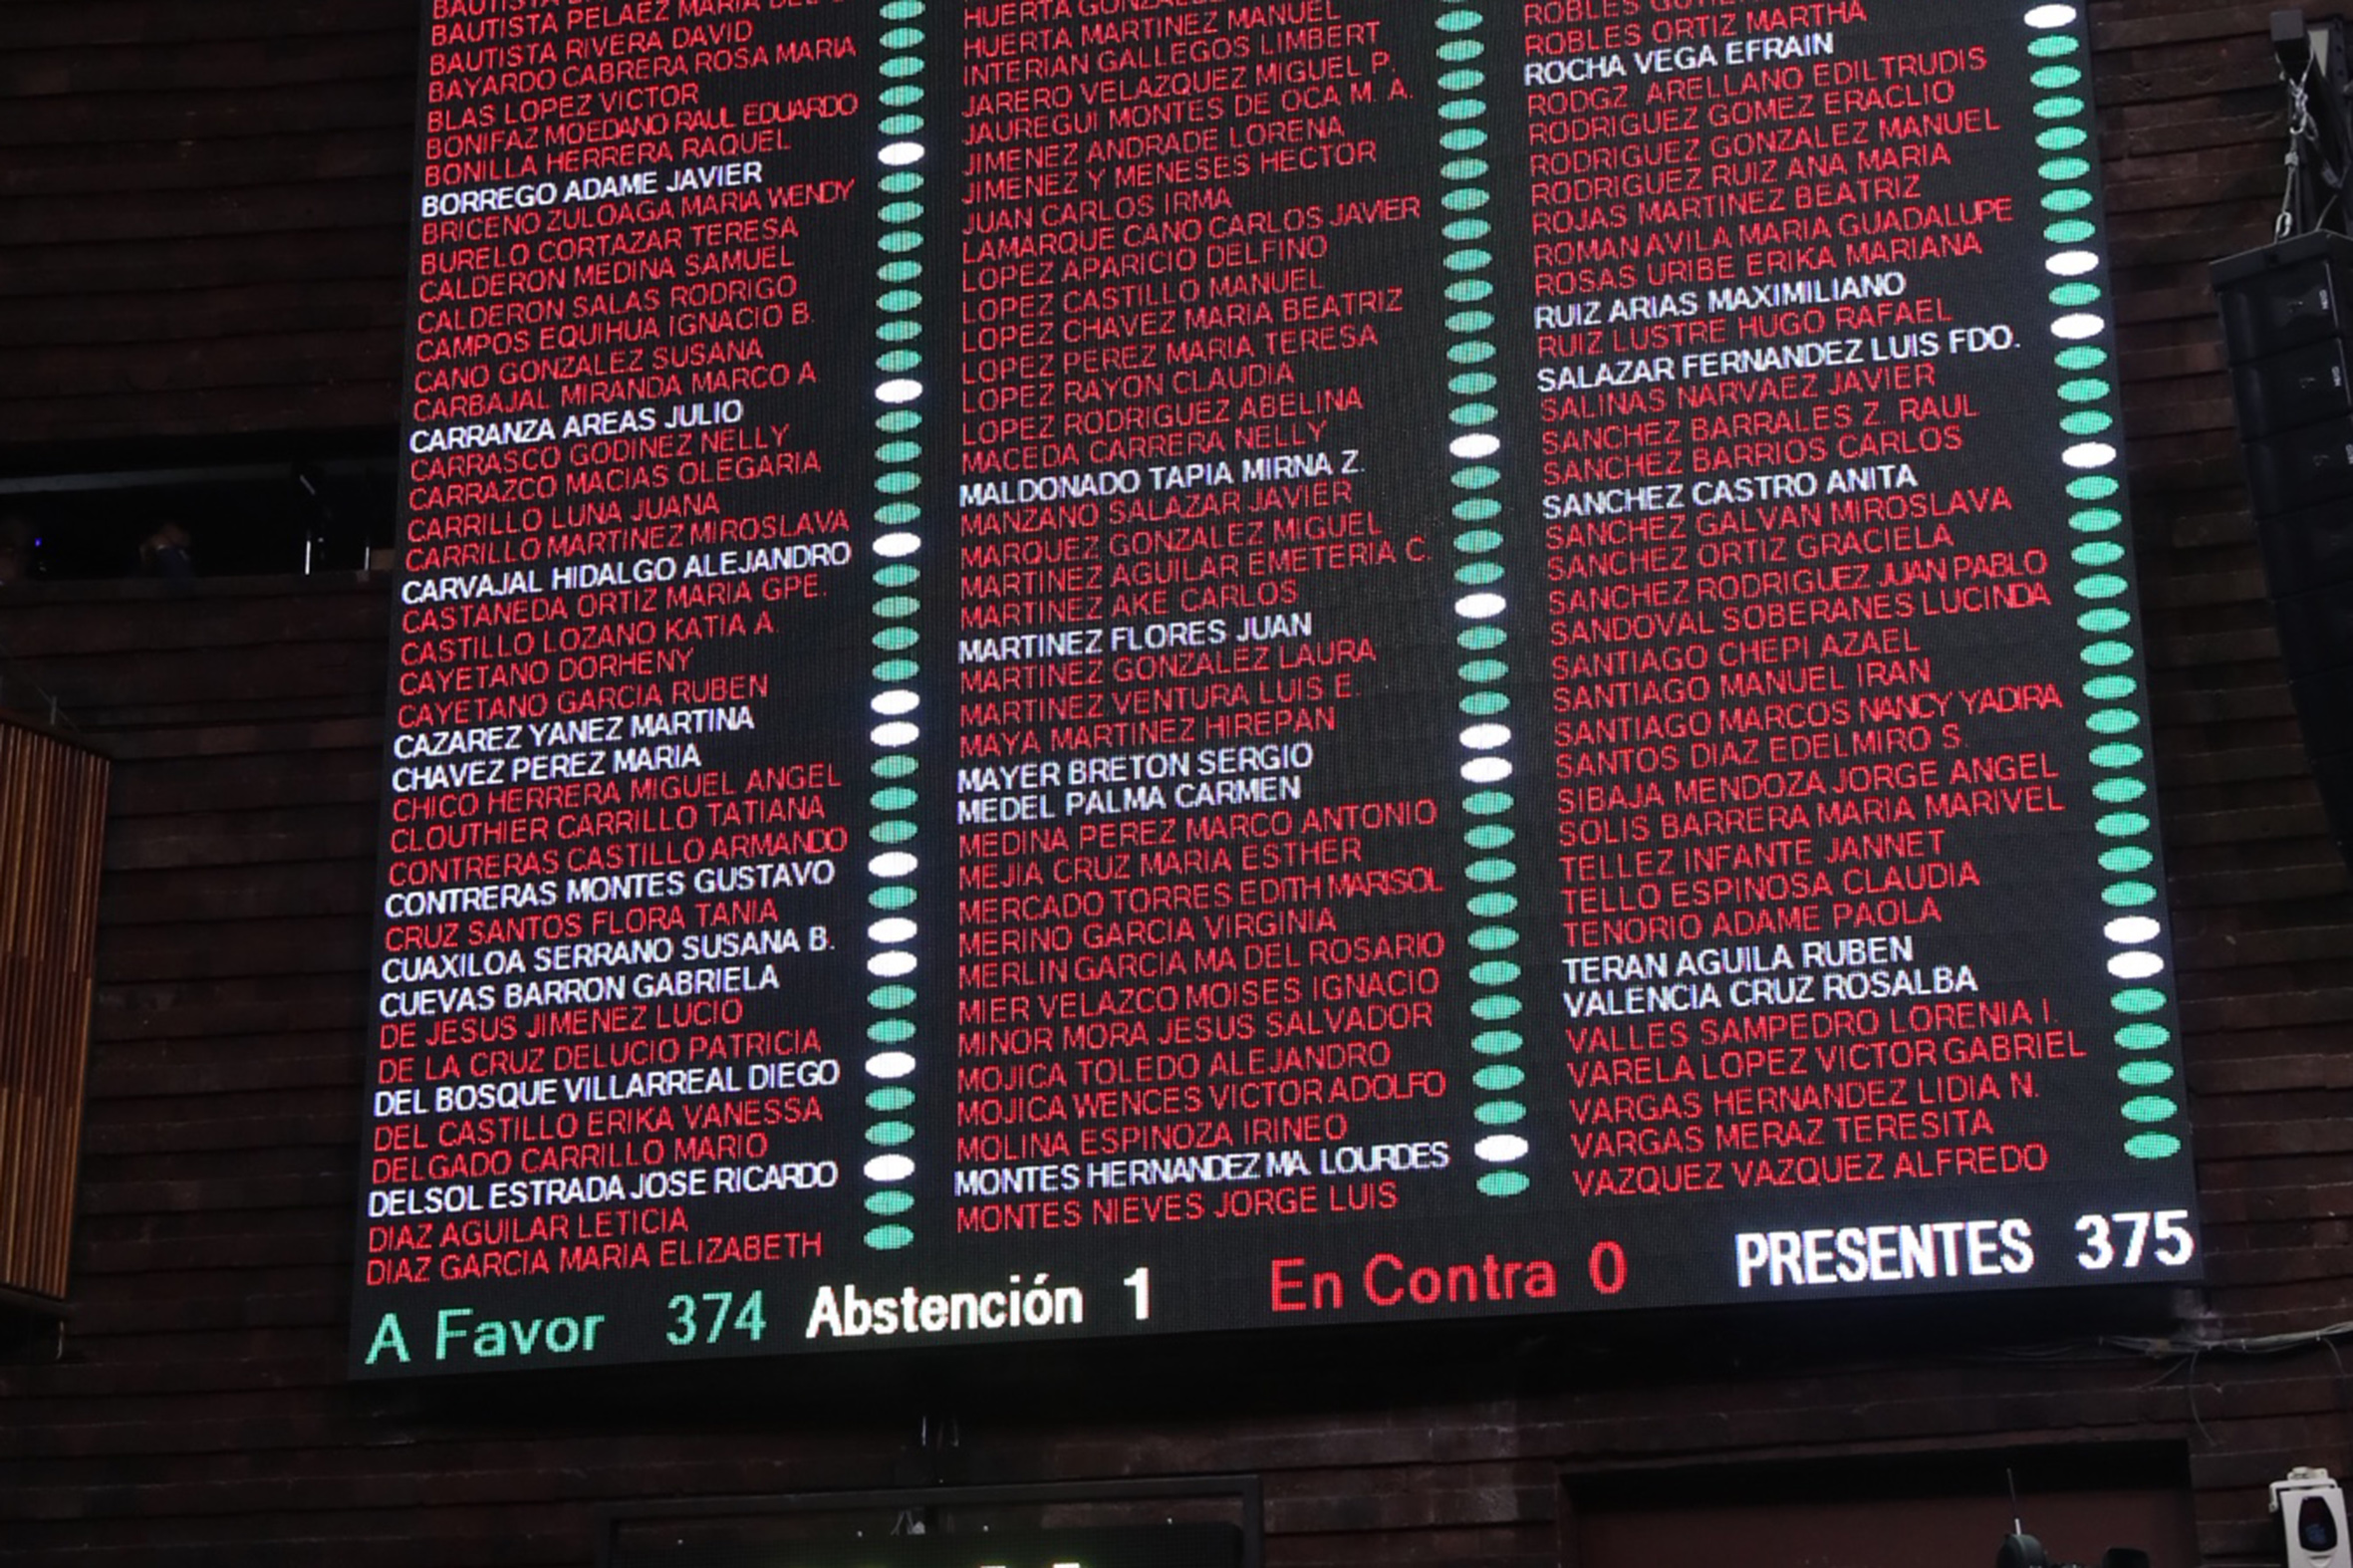 BAUTISTA
BAUTISTA PELAEZ MARIA
BAUTISTA RIVERA DAVID
BAYARDO CABRERA ROSA MARIA
BLAS LOPEZ VICTOR
BONIFAZ MOEDANO RAUL EDUARDO
BONILLA HERRERA RAQUEL
BORREGO ADAME JAVIER
BRICENO ZULOAGA MARIA WENDY
BURELO CORTAZAR TERESA
CALDERON MEDINA SAMUEL
CALDERON SALAS RODRIGO
CAMPOS EQUIHUA IGNACIO B.
CANO GONZALEZ SUSANA
CARBAJAL MIRANDA MARCO A
CARRANZA AREAS JULIO
CARRASCO GODINEZ NELLY
CARRAZCO MACIAS OLEGARIA
CARRILLO LUNA JUANA
CARRILLO MARTINEZ MIROSLAVA
CARVAJAL HIDALGO ALEJANDRO
CASTANEDA ORTIZ MARIA GPE.
CASTILLO LOZANO KATIA A.
CAYETANO DORHENY
CAYETANO GARCIA RUBEN
CAZAREZ YANEZ MARTINA
CHAVEZ PEREZ MARIA
CHICO HERRERA MIGUEL ANGEL
CLOUTHIER CARRILLO TATIANA
CONTRERAS CASTILLO ARMANDO
CONTRERAS MONTES GUSTAVO
CRUZ SANTOS FLORA TANIA
CUAXILOA SERRANO SUSANA B.
CUEVAS BARRON GABRIELA
DE JESUS JIMENEZ LUCIO
DE LA CRUZ DELUCIO PATRICIA
DEL BOSQUE VILLARREAL DIEGO
DEL CASTILLO ERIKA VANESSA
DELGADO CARRILLO MARIO
DELSOL ESTRADA JOSE RICARDO
DIAZ AGUILAR LETICIA
DIAZ GARCIA MARIA ELIZABETH
HUERTA
HUERTA MARTINEZ MANUEL
INTERIAN GALLEGOS LIMBERT
JARERO VELAZQUEZ MIGUEL P.
JAUREGUI MONTES DE OCA M. A.
JIMENEZ ANDRADE LORENA
JIMENEZ Y MENESES HECTOR
JUAN CARLOS IRMA
LAMARQUE CANO CARLOS JAVIER
LOPEZ APARICIO DELFINO
LOPEZ CASTILLO MANUEL
LOPEZ CHAVEZ MARIA BEATRIZ
LOPEZ PEREZ MARIA TERESA
LOPEZ RAYON CLAUDIA
LOPEZ RODRIGUEZ ABELINA
MACEDA CARRERA NELLY
MALDONADO TAPIA MIRNA Z.
MANZANO SALAZAR JAVIER
MARQUEZ GONZALEZ MIGUEL
MARTINEZ AGUILAR EMETERIA C
MARTINEZ AKE CARLOS
MARTINEZ FLORES JUAN
MARTINEZ GONZALEZ LAURA
MARTINEZ VENTURA LUIS E.
MAYA MARTINEZ HIREPAN
MAYER BRETON SERGIO
MEDEL PALMA CARMEN
MEDINA PEREZ MARCO ANTONIO
MEJIA CRUZ MARIA ESTHER
MERCADO TORRES EDITH MARISOL
MERINO GARCIA VIRGINIA
MERLIN GARCIA MA DEL ROSARIO
MIER VELAZCO MOISES IGNACIO
MINOR MORA JESUS SALVADOR
MOJICA TOLEDO ALEJANDRO
MOJICA WENCES VICTOR ADOLFO
MOLINA ESPINOZA IRINEO
MONTES HERNANDEZ MA. LOURDES
MONTES NIEVES JORGE LUIS
ROBLES
ROBLES ORTIZ MARTHA
ROCHA VEGA EFRAIN
RODGZ. ARELLANO EDILTRUDIS
RODRIGUEZ GOMEZ ERACLIO
RODRIGUEZ GONZALEZ MANUEL
RODRIGUEZ RUIZ ANA MARIA
ROJAS MARTINEZ BEATRIZ
ROMAN AVILA MARIA GUADALUPE
ROSAS URIBE ERIKA MARIANA
RUIZ ARIAS MAXIMILIANO
RUIZ LUSTRE HUGO RAFAEL
SALAZAR FERNANDEZ LUIS FDO.
SALINAS NARVAEZ JAVIER
SANCHEZ BARRALES Z. RAUL
SANCHEZ BARRIOS CARLOS
SANCHEZ CASTRO ANITA
SANCHEZ GALVAN MIROSLAVA
SANCHEZ ORTIZ GRACIELA
SANCHEZ RODRIGUEZ JUAN PABLO
SANDOVAL SOBERANES LUCINDA
SANTIAGO CHEPI AZAEL
SANTIAGO MANUEL IRAN
SANTIAGO MARCOS NANCY YADIRA
SANTOS DIAZ EDELMIRO S.
SIBAJA MENDOZA JORGE ANGEL
SOLIS BARRERA MARIA MARIVEL
TELLEZ INFANTE JANNET
TELLO ESPINOSA CLAUDIA
TENORIO ADAME PAOLA
TERAN AGUILA RUBEN
VALENCIA CRUZ ROSALBA
VALLES SAMPEDRO LORENIA I.
VARELA LOPEZ VICTOR GABRIEL
VARGAS HERNANDEZ LIDIA N.
VARGAS MERAZ TERESITA
VAZQUEZ VAZQUEZ ALFREDO
A Favor 374 Abstención 1 En Contra 0 PRESENTES 375